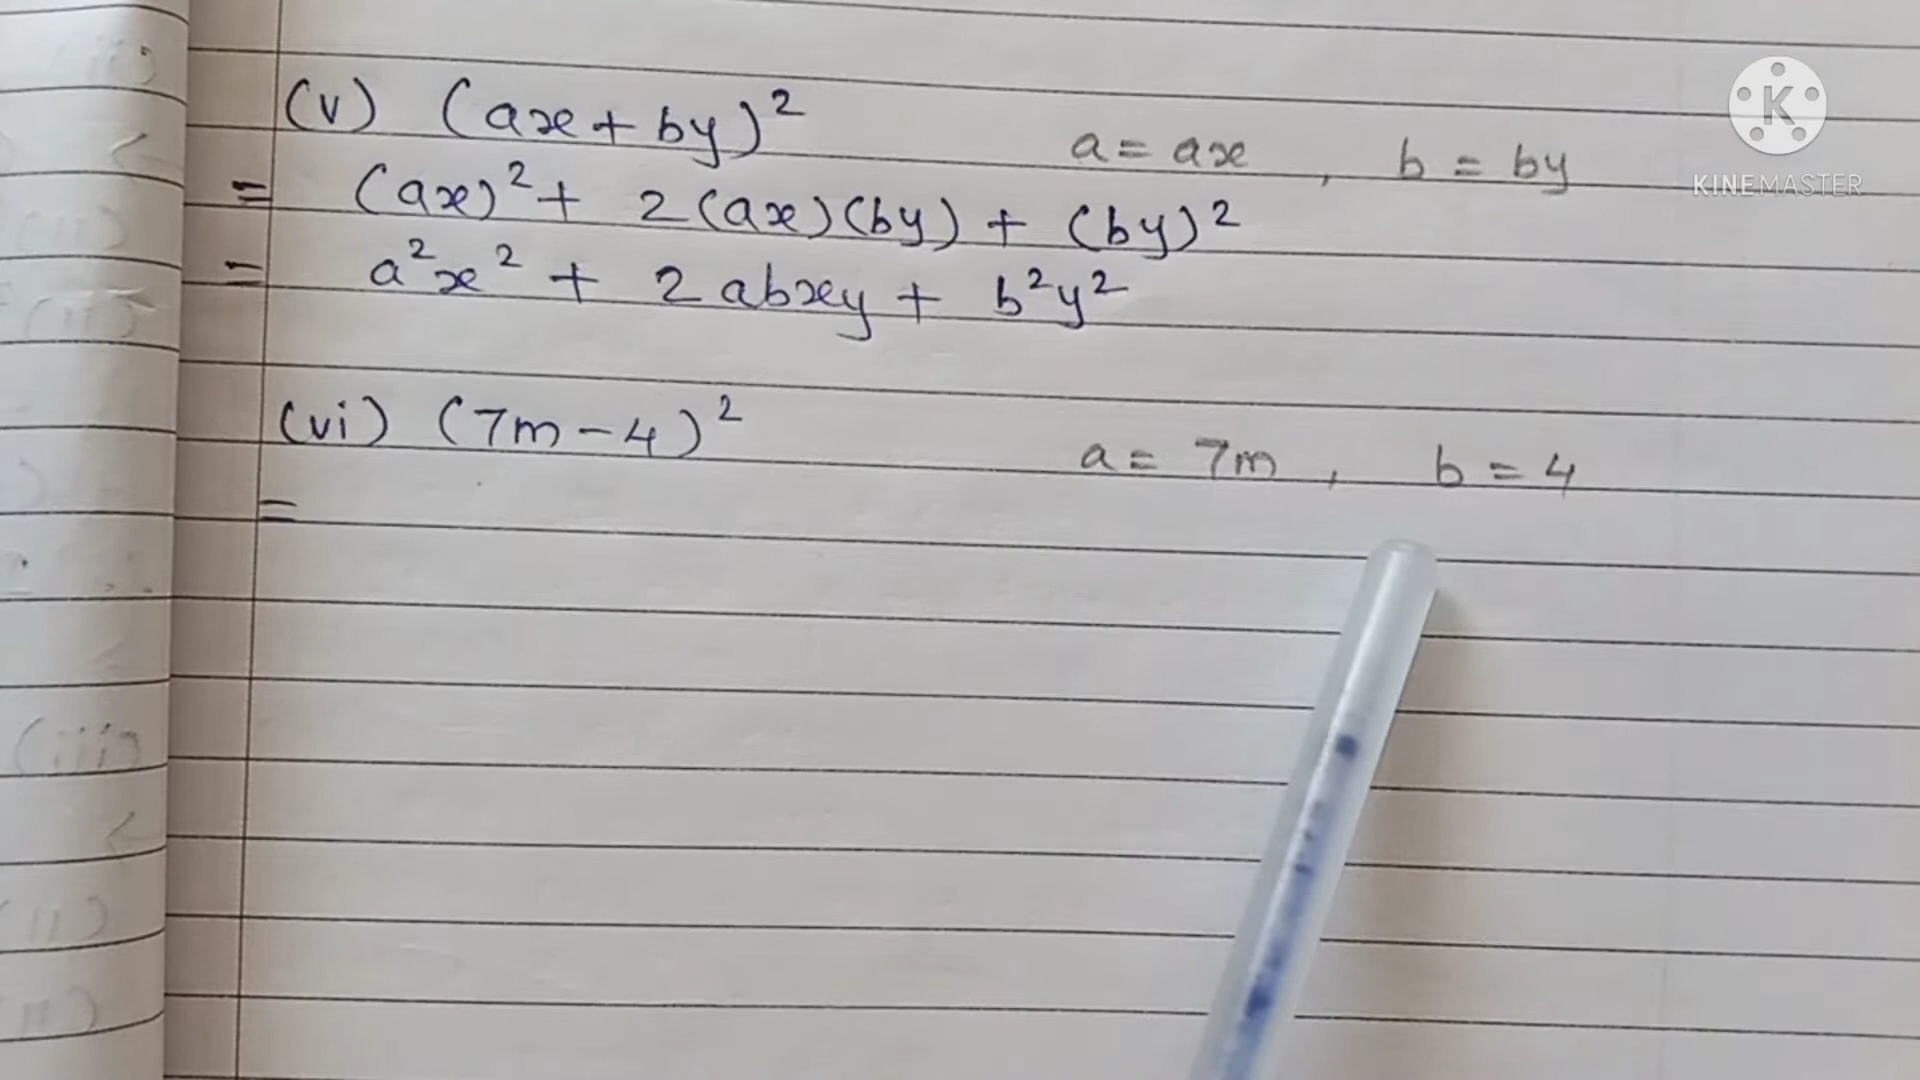 (v) (ax + by)² a = ax , b = by
= (ax)² + 2(ax)(by) + (by)²
= a²x² + 2abxy + b²y²
(vi) (7m - 4)² a = 7m , b = 4
=
KINEMASTER